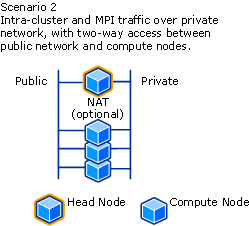 Scenario 2
Intra-cluster and MPI traffic over private
network, with two-way access between
public network and compute nodes.
Public Private
NAT
(optional)
Head Node Compute Node